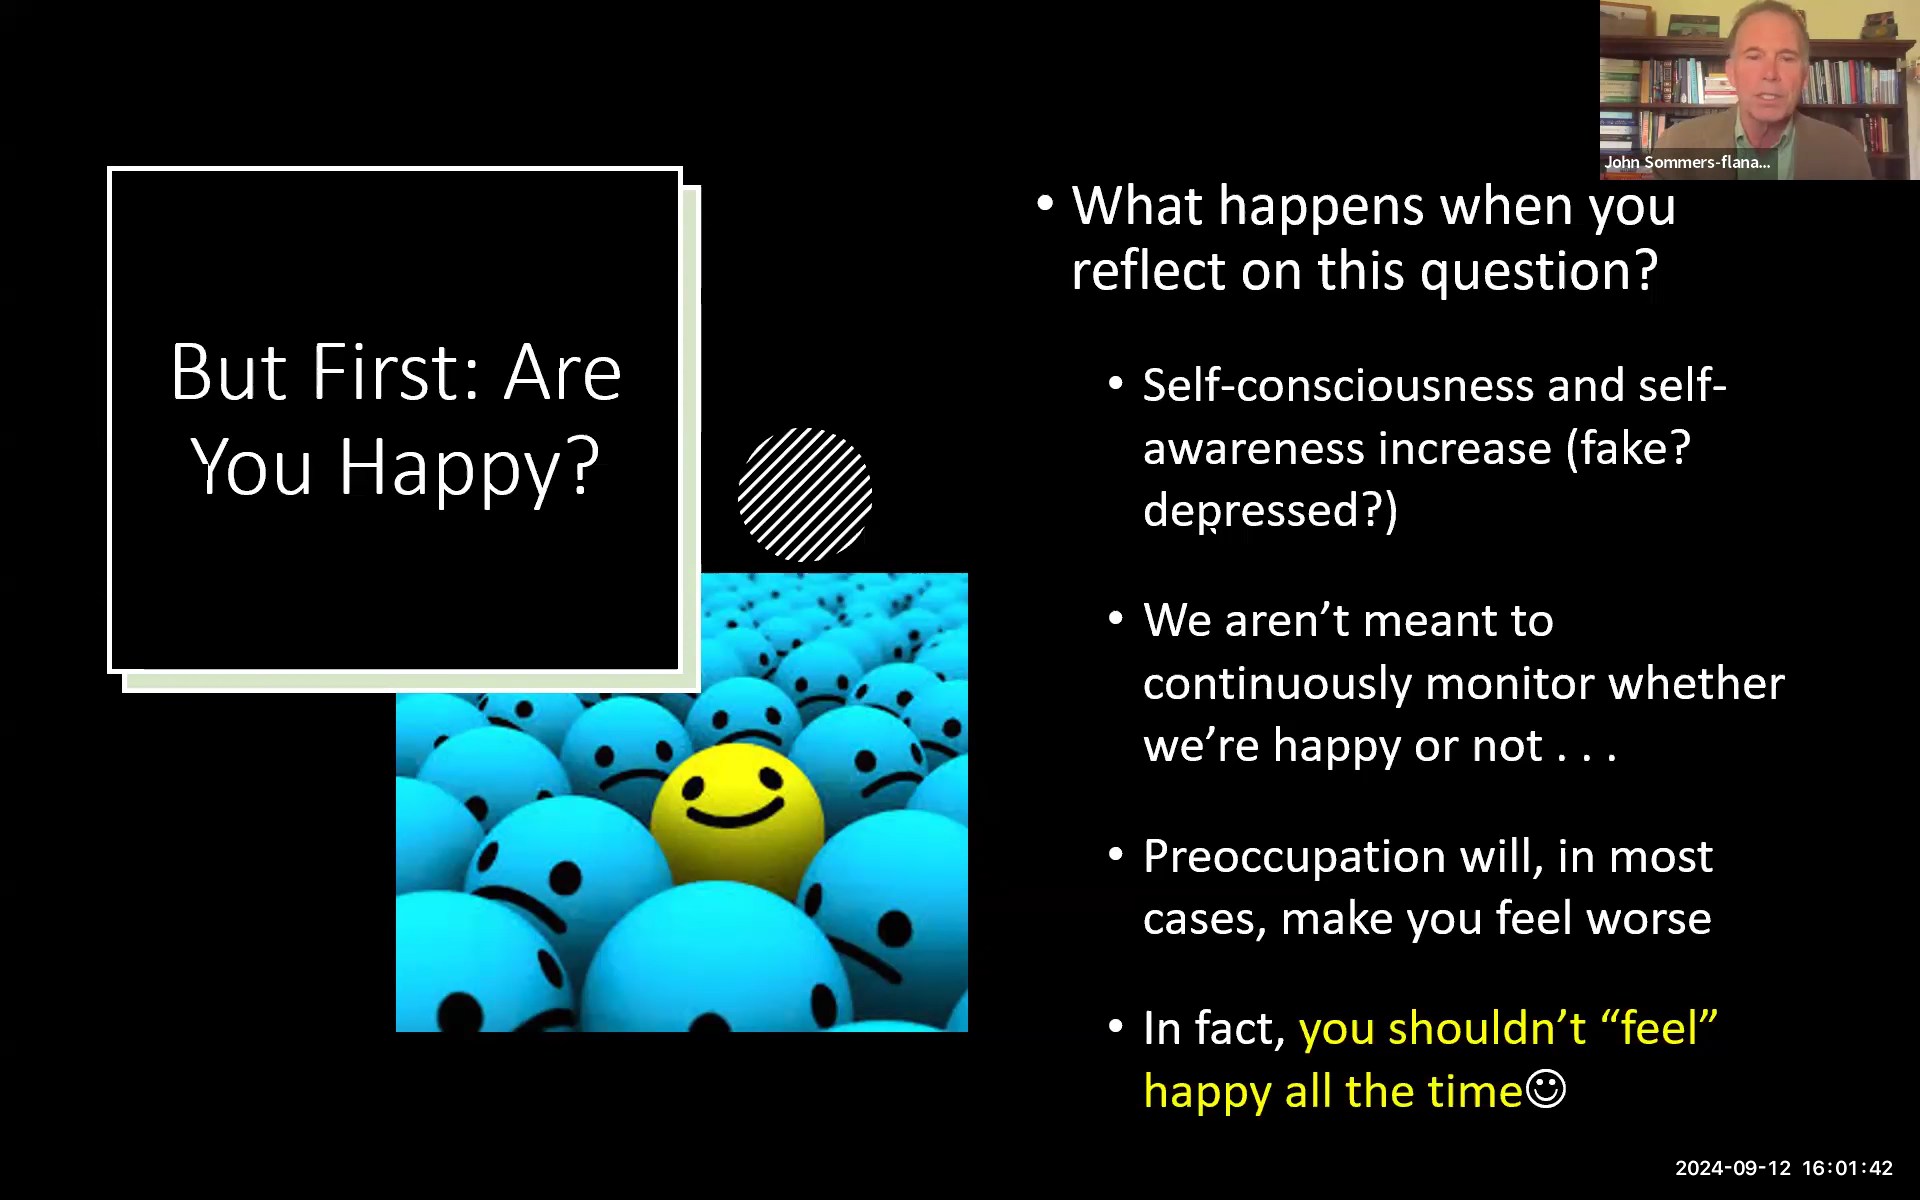 John Sommers-flana...
But First: Are
You Happy?
• What happens when you
reflect on this question?
• Self-consciousness and self-
awareness increase (fake?
depressed?)
• We aren’t meant to
continuously monitor whether
we’re happy or not . . .
• Preoccupation will, in most
cases, make you feel worse
• In fact, you shouldn’t “feel”
happy all the time☺
2024-09-12 16:01:42